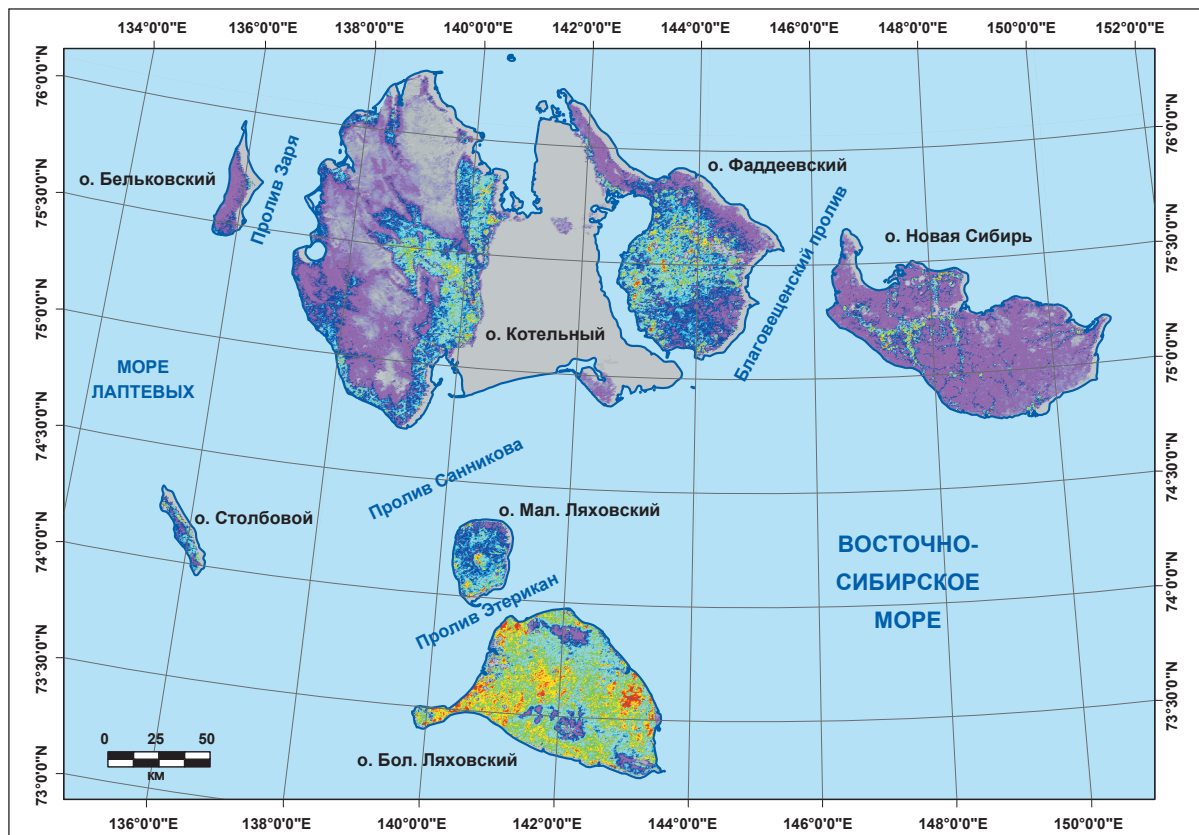 134°0'0"E 136°0'0"E 138°0'0"E 140°0'0"E 142°0'0"E 144°0'0"E 146°0'0"E 148°0'0"E 150°0'0"E 152°0'0"E
76°0'0"N
75°30'0"N
75°0'0"N
74°30'0"N
74°0'0"N
73°30'0"N
73°0'0"N
о. Бельковский
Пролив Заря
о. Фаддеевский
Благовещенский пролив
о. Новая Сибирь
о. Котельный
МОРЕ
ЛАПТЕВЫХ
Пролив Санникова
о. Столбовой
о. Мал. Ляховский
Пролив Этерикан
ВОСТОЧНО-
СИБИРСКОЕ
МОРЕ
о. Бол. Ляховский
0 25 50
км
76°0'0"N
75°30'0"N
75°0'0"N
74°30'0"N
74°0'0"N
73°30'0"N
73°0'0"N
136°0'0"E 138°0'0"E 140°0'0"E 142°0'0"E 144°0'0"E 146°0'0"E 148°0'0"E 150°0'0"E